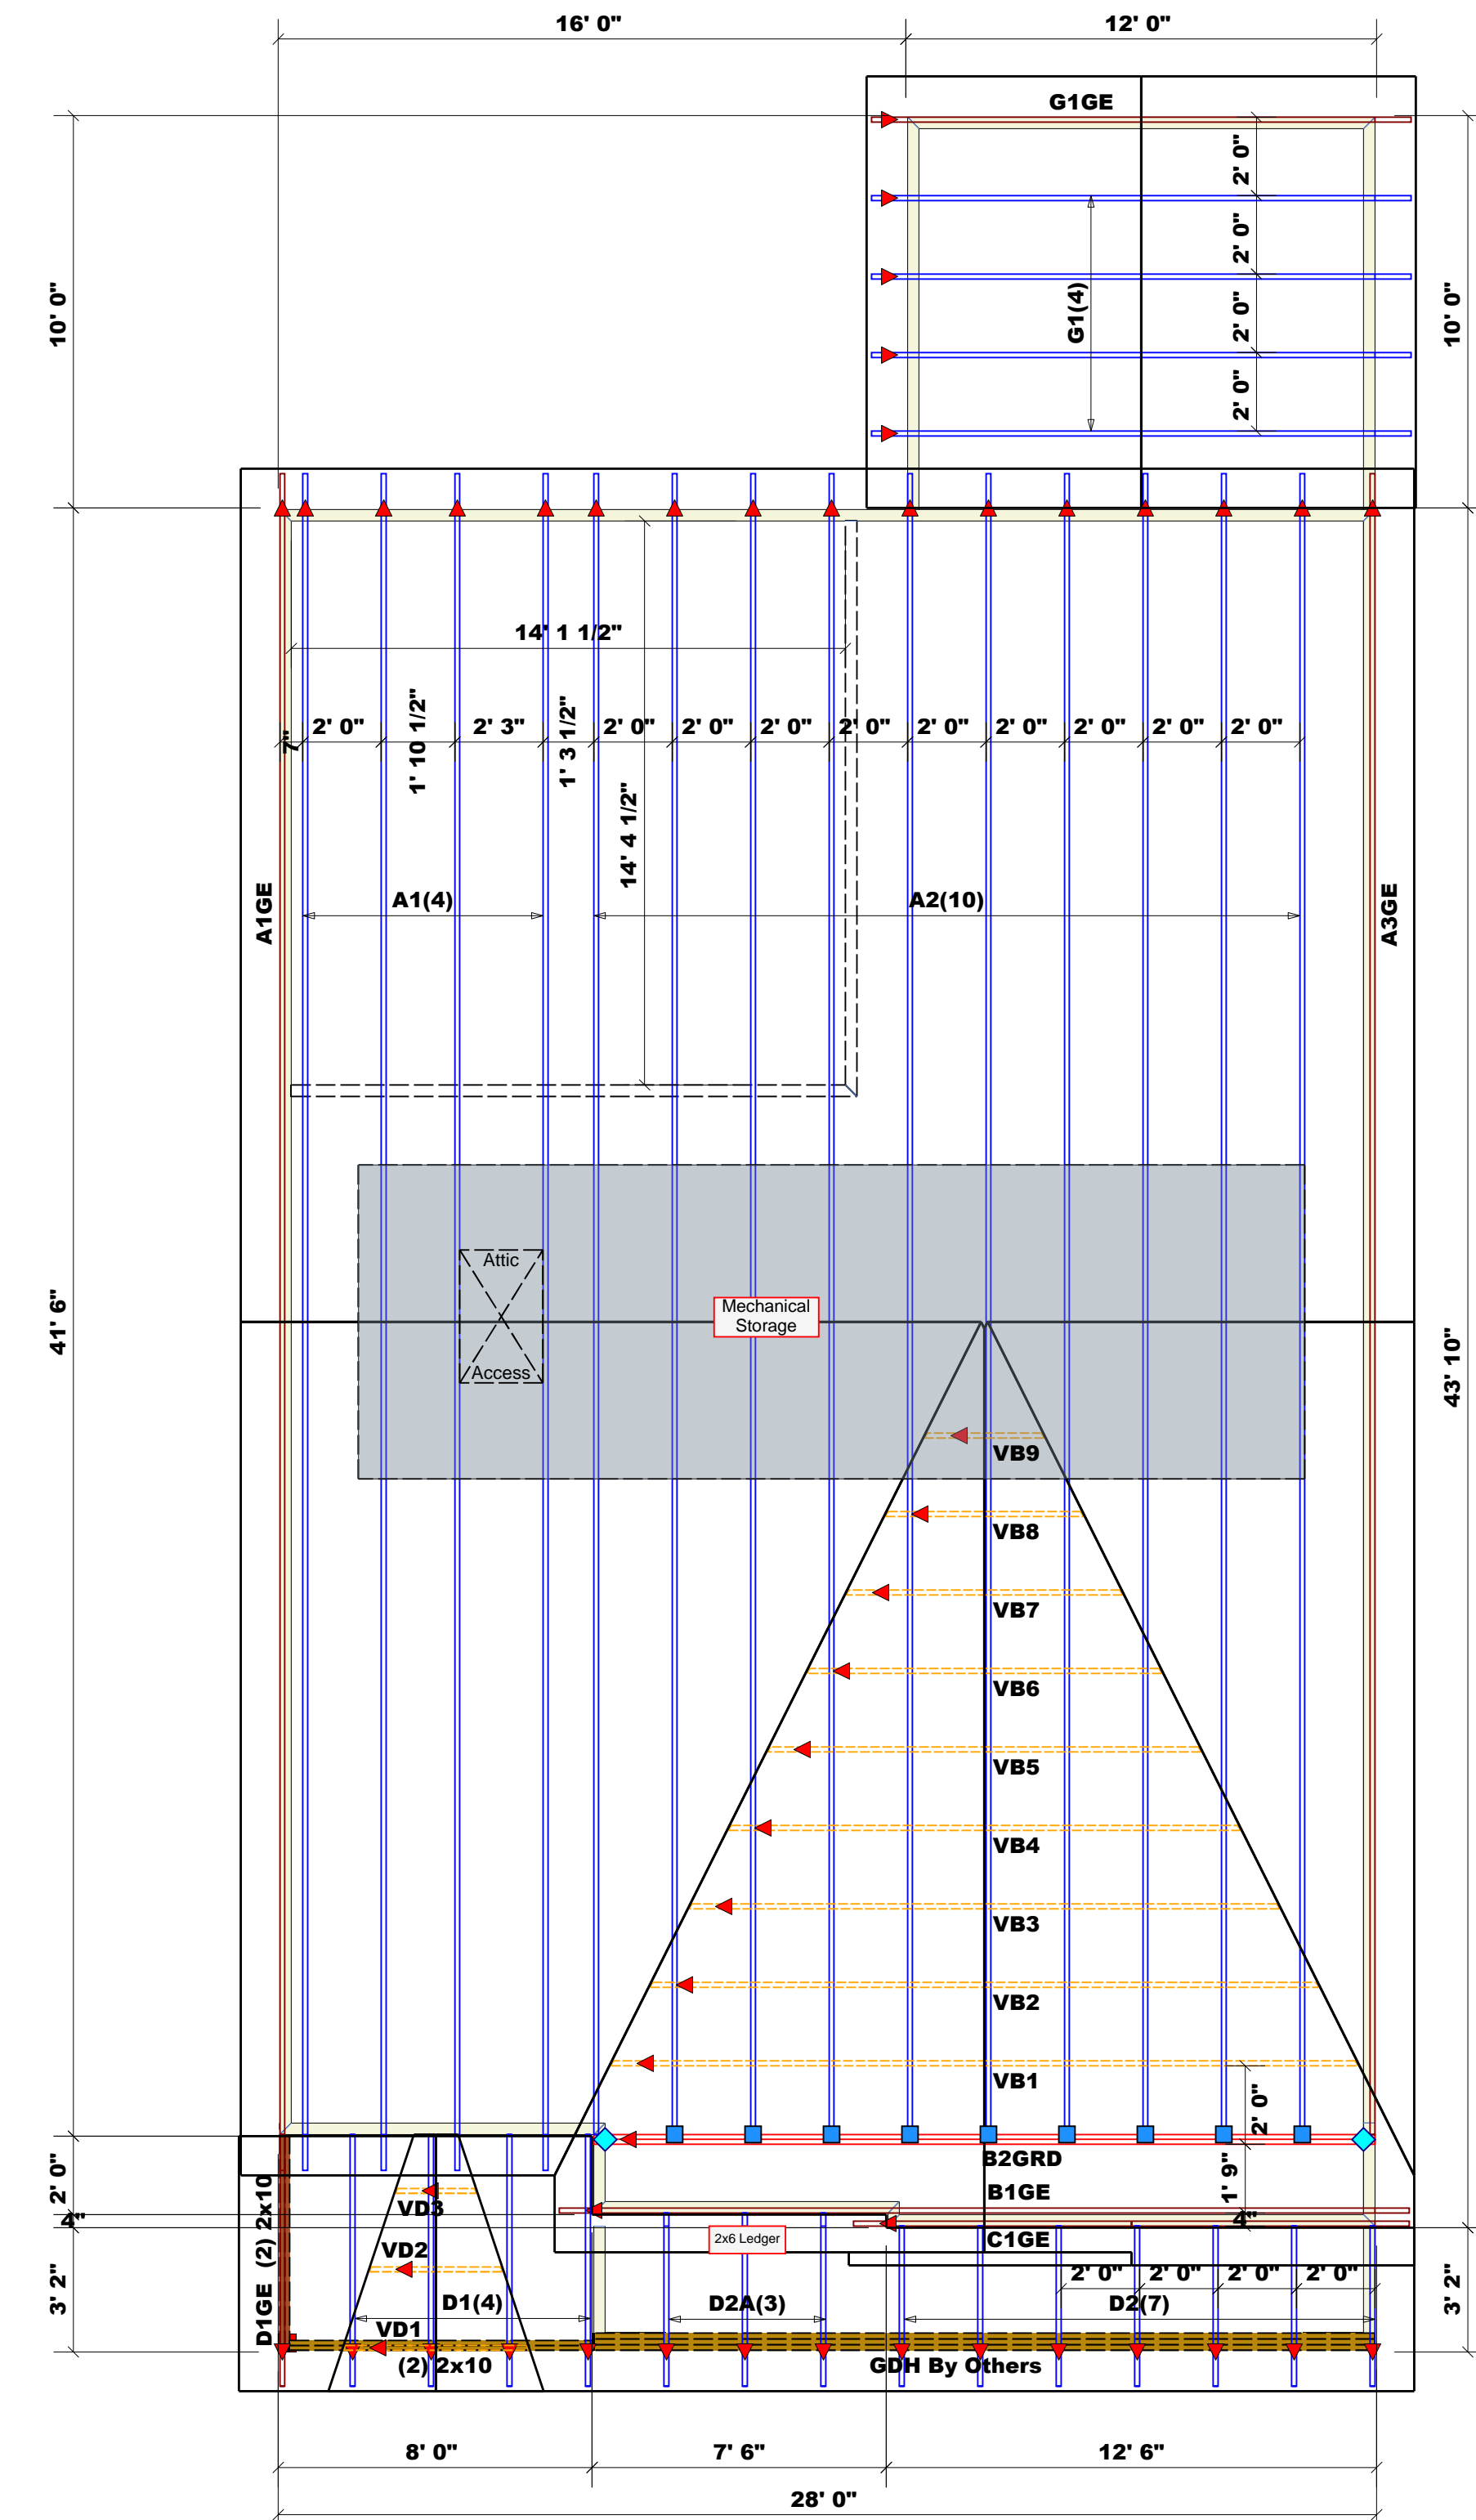 16' 0"
12' 0"
G1GE
2' 0"
2' 0"
2' 0"
2' 0"
G1(4)
10' 0"
10' 0"
14' 1 1/2"
7"
2' 0"
1' 10 1/2"
2' 3"
1' 3 1/2"
2' 0"
2' 0"
2' 0"
2' 0"
2' 0"
2' 0"
2' 0"
2' 0"
2' 0"
14' 4 1/2"
A1GE
A1(4)
A2(10)
A3GE
Attic
Access
Mechanical
Storage
41' 6"
43' 10"
VB9
VB8
VB7
VB6
VB5
VB4
VB3
VB2
VB1
2' 0"
B2GRD
1' 9"
B1GE
2' 0"
4"
4"
C1GE
2x6 Ledger
VD3
VD2
VD1
D1GE (2) 2x10
D1(4)
D2A(3)
D2(7)
2' 0"
2' 0"
2' 0"
2' 0"
3' 2"
3' 2"
(2) 2x10
GDH By Others
8' 0"
7' 6"
12' 6"
28' 0"